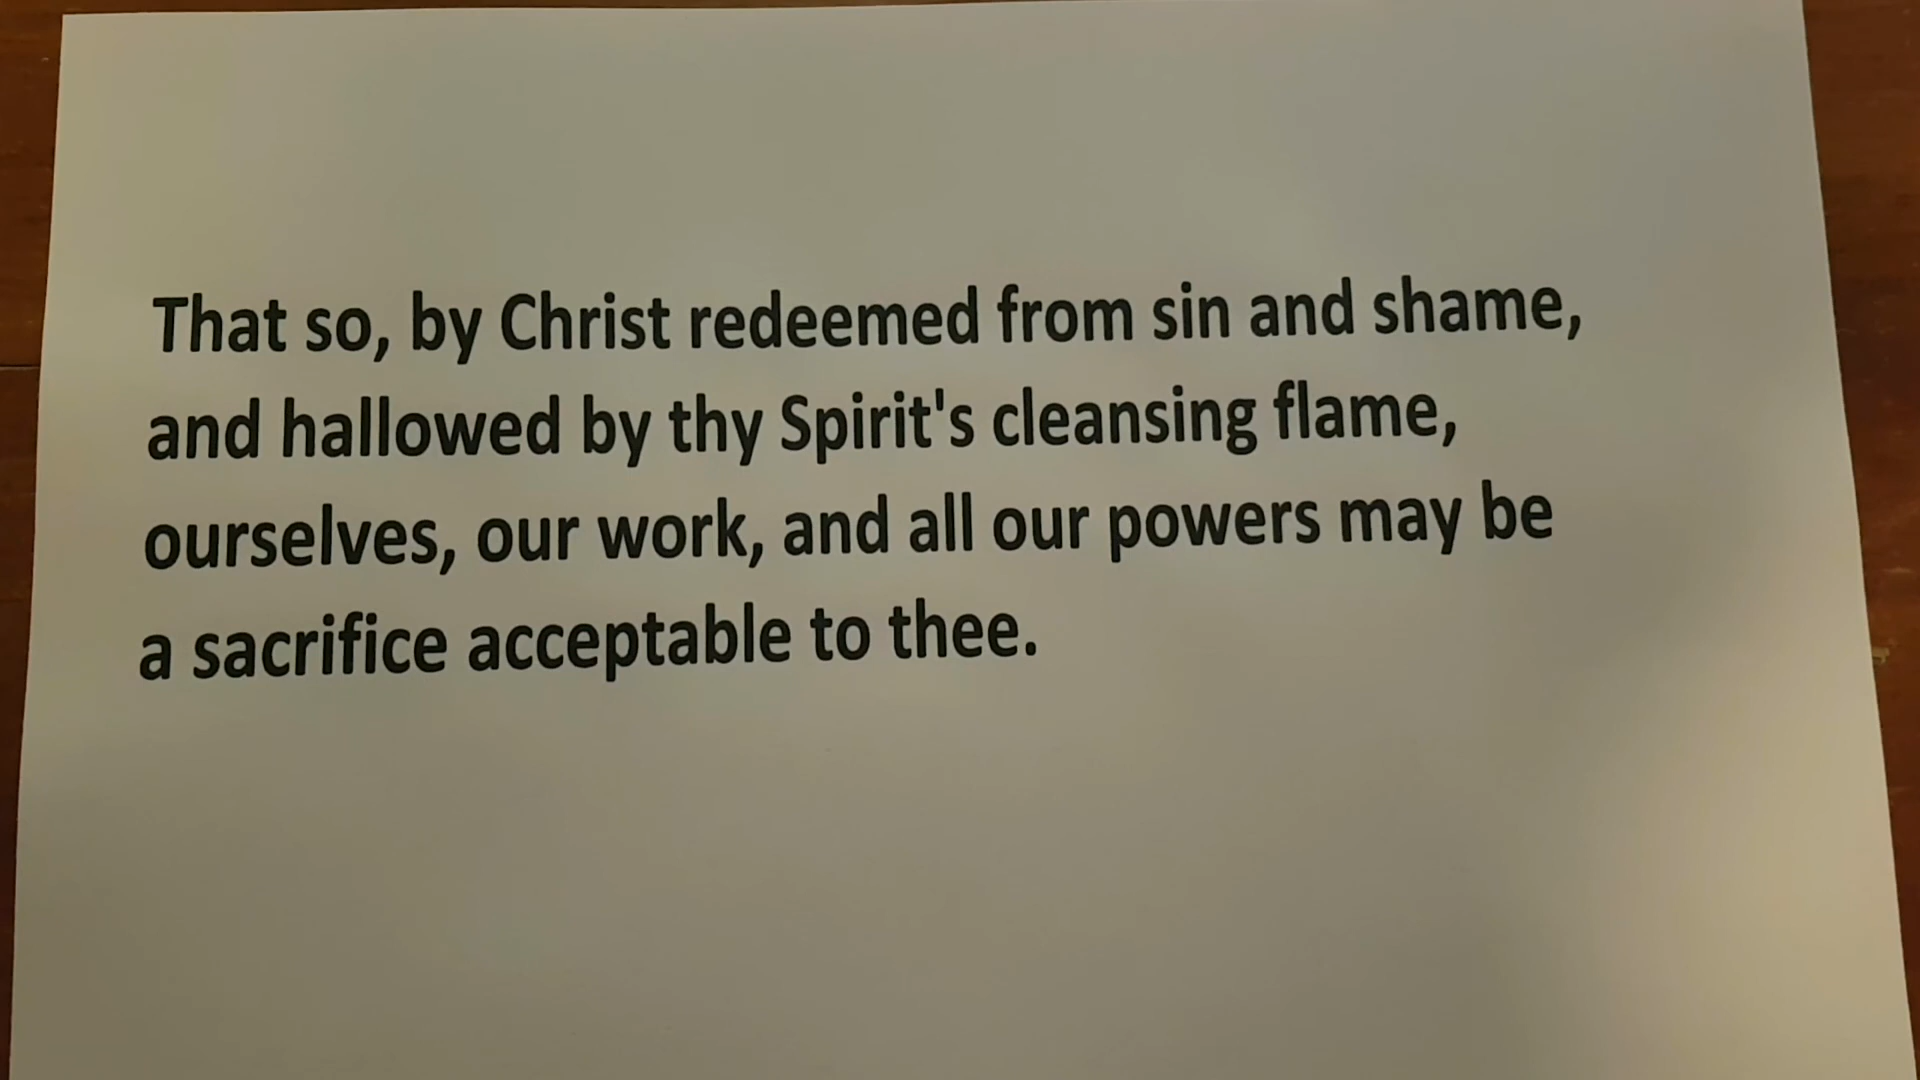 That so, by Christ redeemed from sin and shame,
and hallowed by thy Spirit's cleansing flame,
ourselves, our work, and all our powers may be
a sacrifice acceptable to thee.